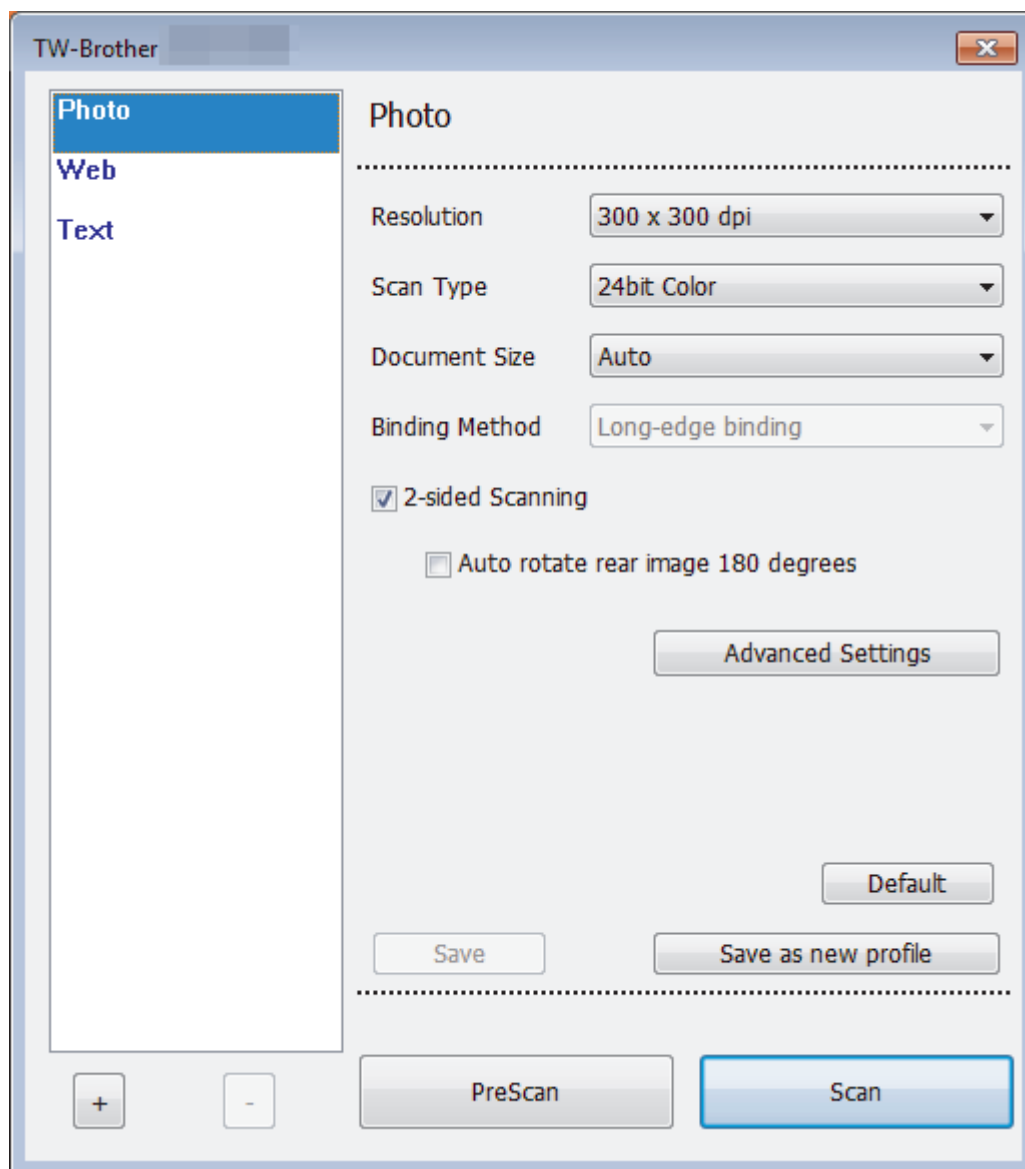 TW-Brother
Photo
Web
Text
Photo
Resolution 300 x 300 dpi
Scan Type 24bit Color
Document Size Auto
Binding Method Long-edge binding
2-sided Scanning
Auto rotate rear image 180 degrees
Advanced Settings
Default
Save Save as new profile
+ - PreScan Scan